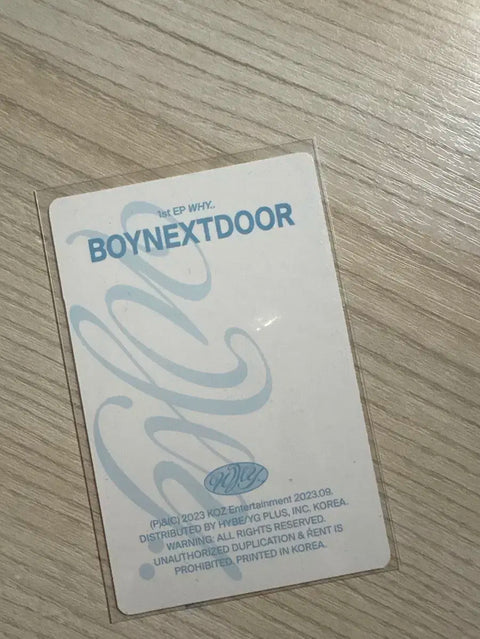 1st EP WHY..
BOYNEXTDOOR
WHY..
WHY..
(P)&(C) 2023 KOZ Entertainment 2023.09.
DISTRIBUTED BY HYBE/YG PLUS, INC. KOREA.
WARNING: ALL RIGHTS RESERVED.
UNAUTHORIZED DUPLICATION & RENT IS
PROHIBITED. PRINTED IN KOREA.